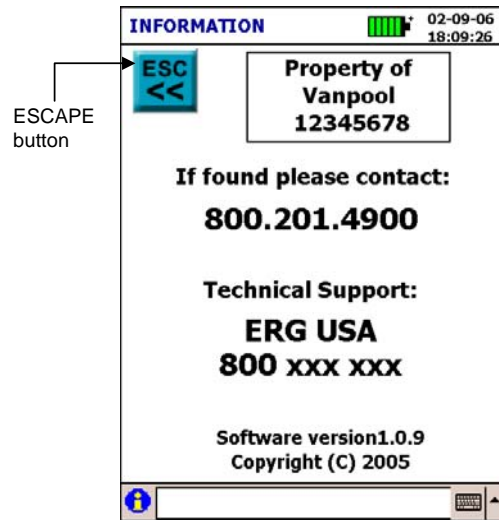 INFORMATION
02-09-06
18:09:26
ESC
<<
ESCAPE
button
Property of
Vanpool
12345678
If found please contact:
800.201.4900
Technical Support:
ERG USA
800 xxx xxx
Software version1.0.9
Copyright (C) 2005